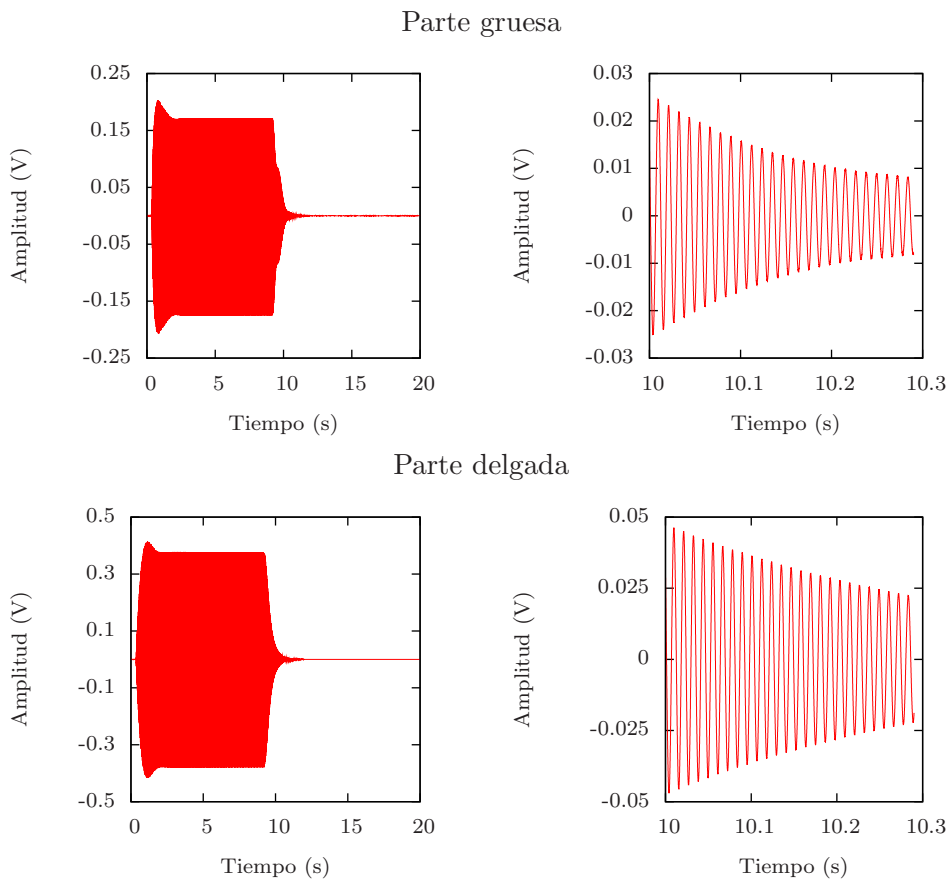 Parte gruesa
Amplitud (V)
0.25
0.15
0.05
-0.05
-0.15
-0.25
0 5 10 15 20
Tiempo (s)
Amplitud (V)
0.03
0.02
0.01
0
-0.01
-0.02
-0.03
10 10.1 10.2 10.3
Tiempo (s)
Parte delgada
Amplitud (V)
0.5
0.3
0.1
-0.1
-0.3
-0.5
0 5 10 15 20
Tiempo (s)
Amplitud (V)
0.05
0.025
0
-0.025
-0.05
10 10.1 10.2 10.3
Tiempo (s)